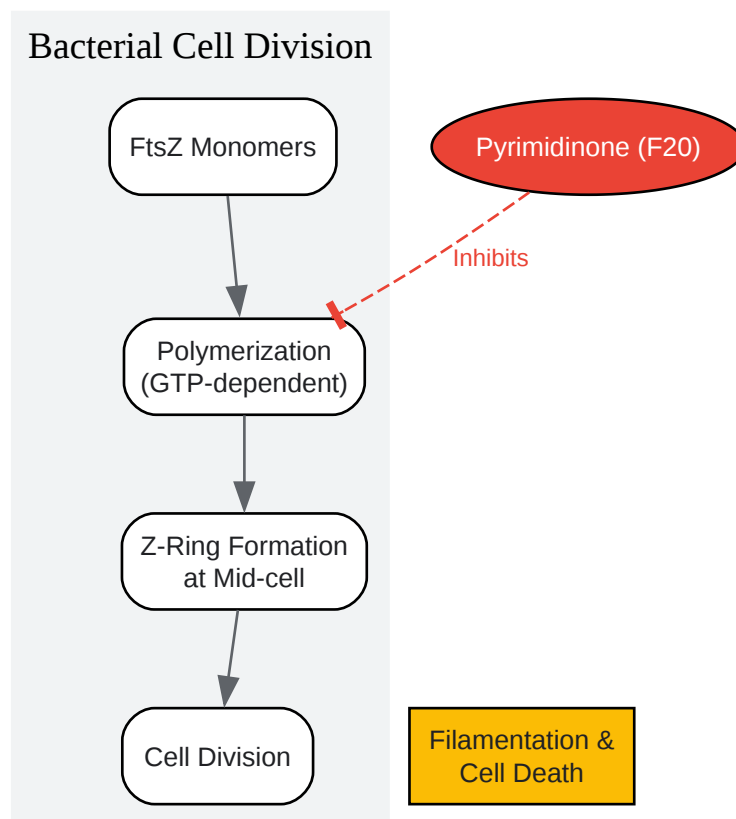 Bacterial Cell Division
FtsZ Monomers
Pyrimidinone (F20)
Inhibits
Polymerization
(GTP-dependent)
Z-Ring Formation
at Mid-cell
Cell Division
Filamentation &
Cell Death